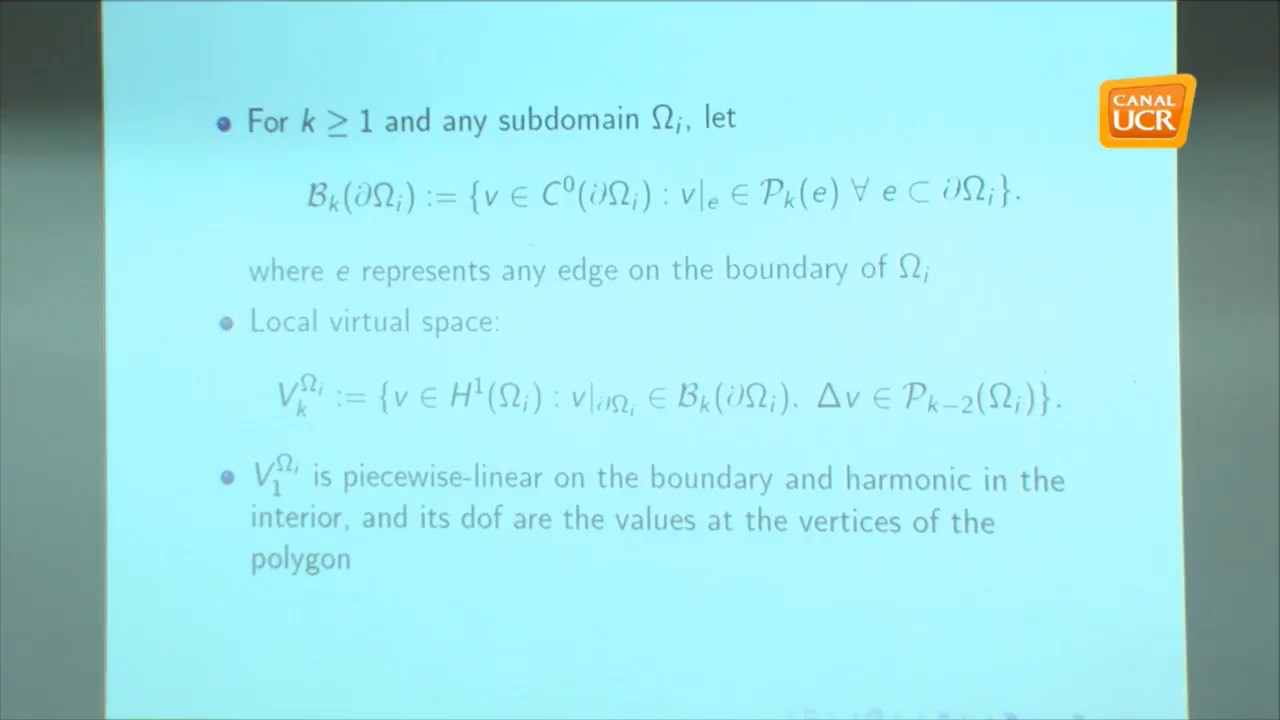 CANAL
UCR
For k ≥ 1 and any subdomain Ωᵢ, let
ℬₖ(∂Ωᵢ) := {v ∈ C⁰(∂Ωᵢ) : v|ₑ ∈ 𝒫ₖ(e) ∀ e ⊂ ∂Ωᵢ}.
where e represents any edge on the boundary of Ωᵢ
Local virtual space:
V_k^{Ωᵢ} := {v ∈ H¹(Ωᵢ) : v|_{∂Ωᵢ} ∈ ℬₖ(∂Ωᵢ). Δv ∈ 𝒫ₖ₋₂(Ωᵢ)}.
V_1^{Ωᵢ} is piecewise-linear on the boundary and harmonic in the
interior, and its dof are the values at the vertices of the
polygon